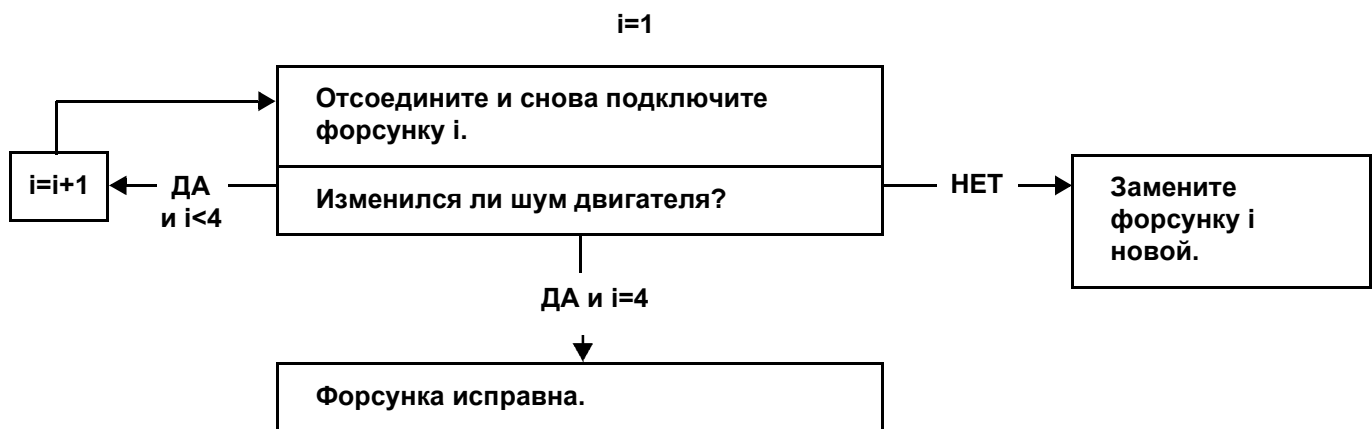 i=1
Отсоедините и снова подключите
форсунку i.
i=i+1
ДА
и i<4
Изменился ли шум двигателя?
НЕТ
Замените
форсунку i
новой.
ДА и i=4
Форсунка исправна.